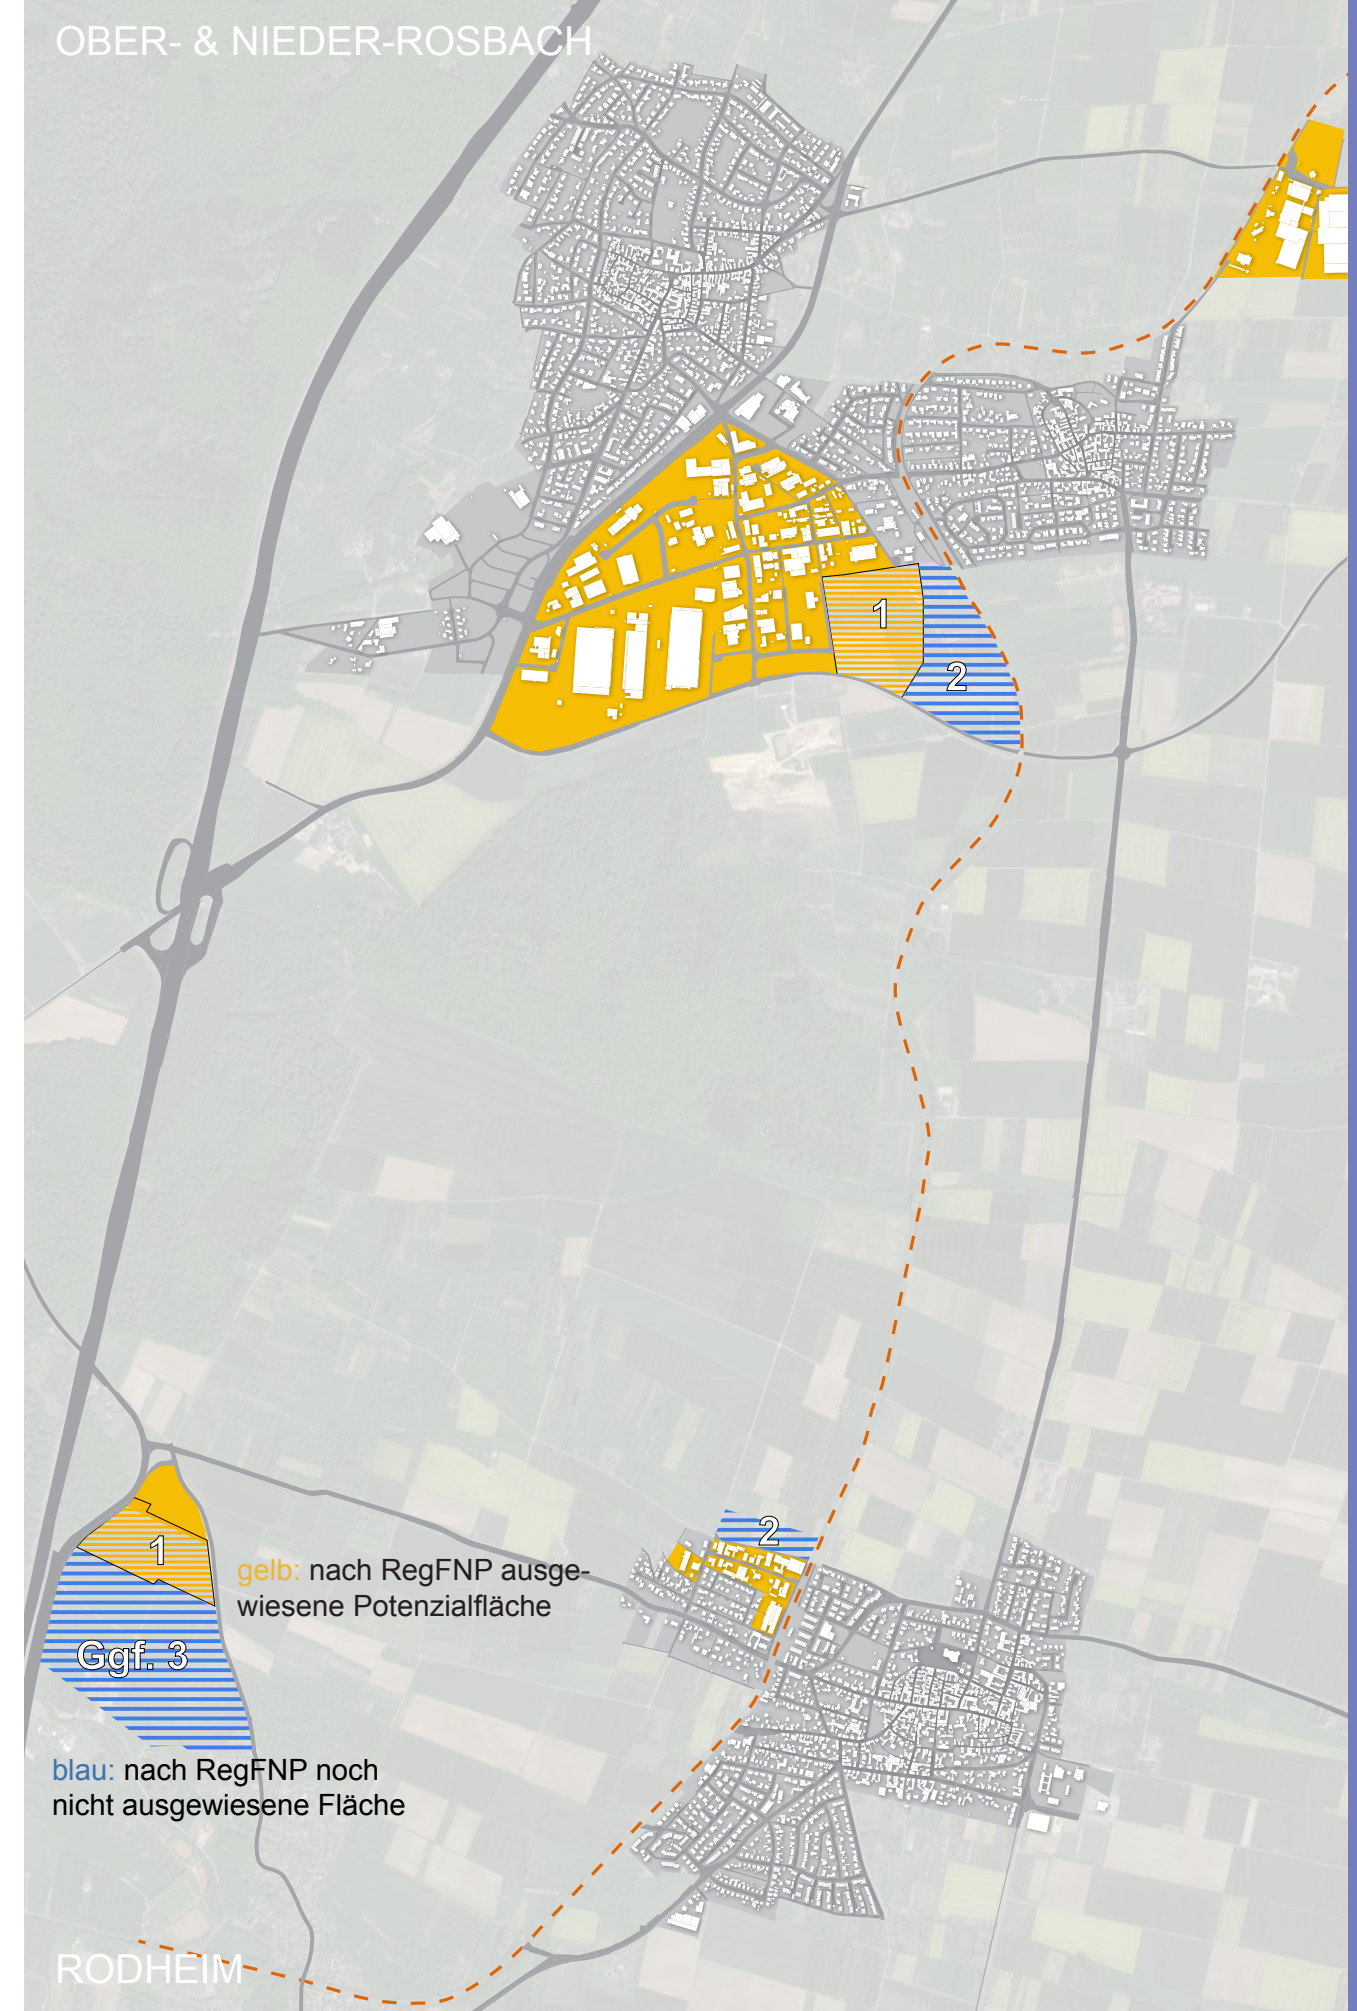 OBER- & NIEDER-ROSBACH
1
2
2
1
gelb: nach RegFNP ausge-
wiesene Potenzialfläche
Ggf. 3
blau: nach RegFNP noch
nicht ausgewiesene Fläche
RODHEIM